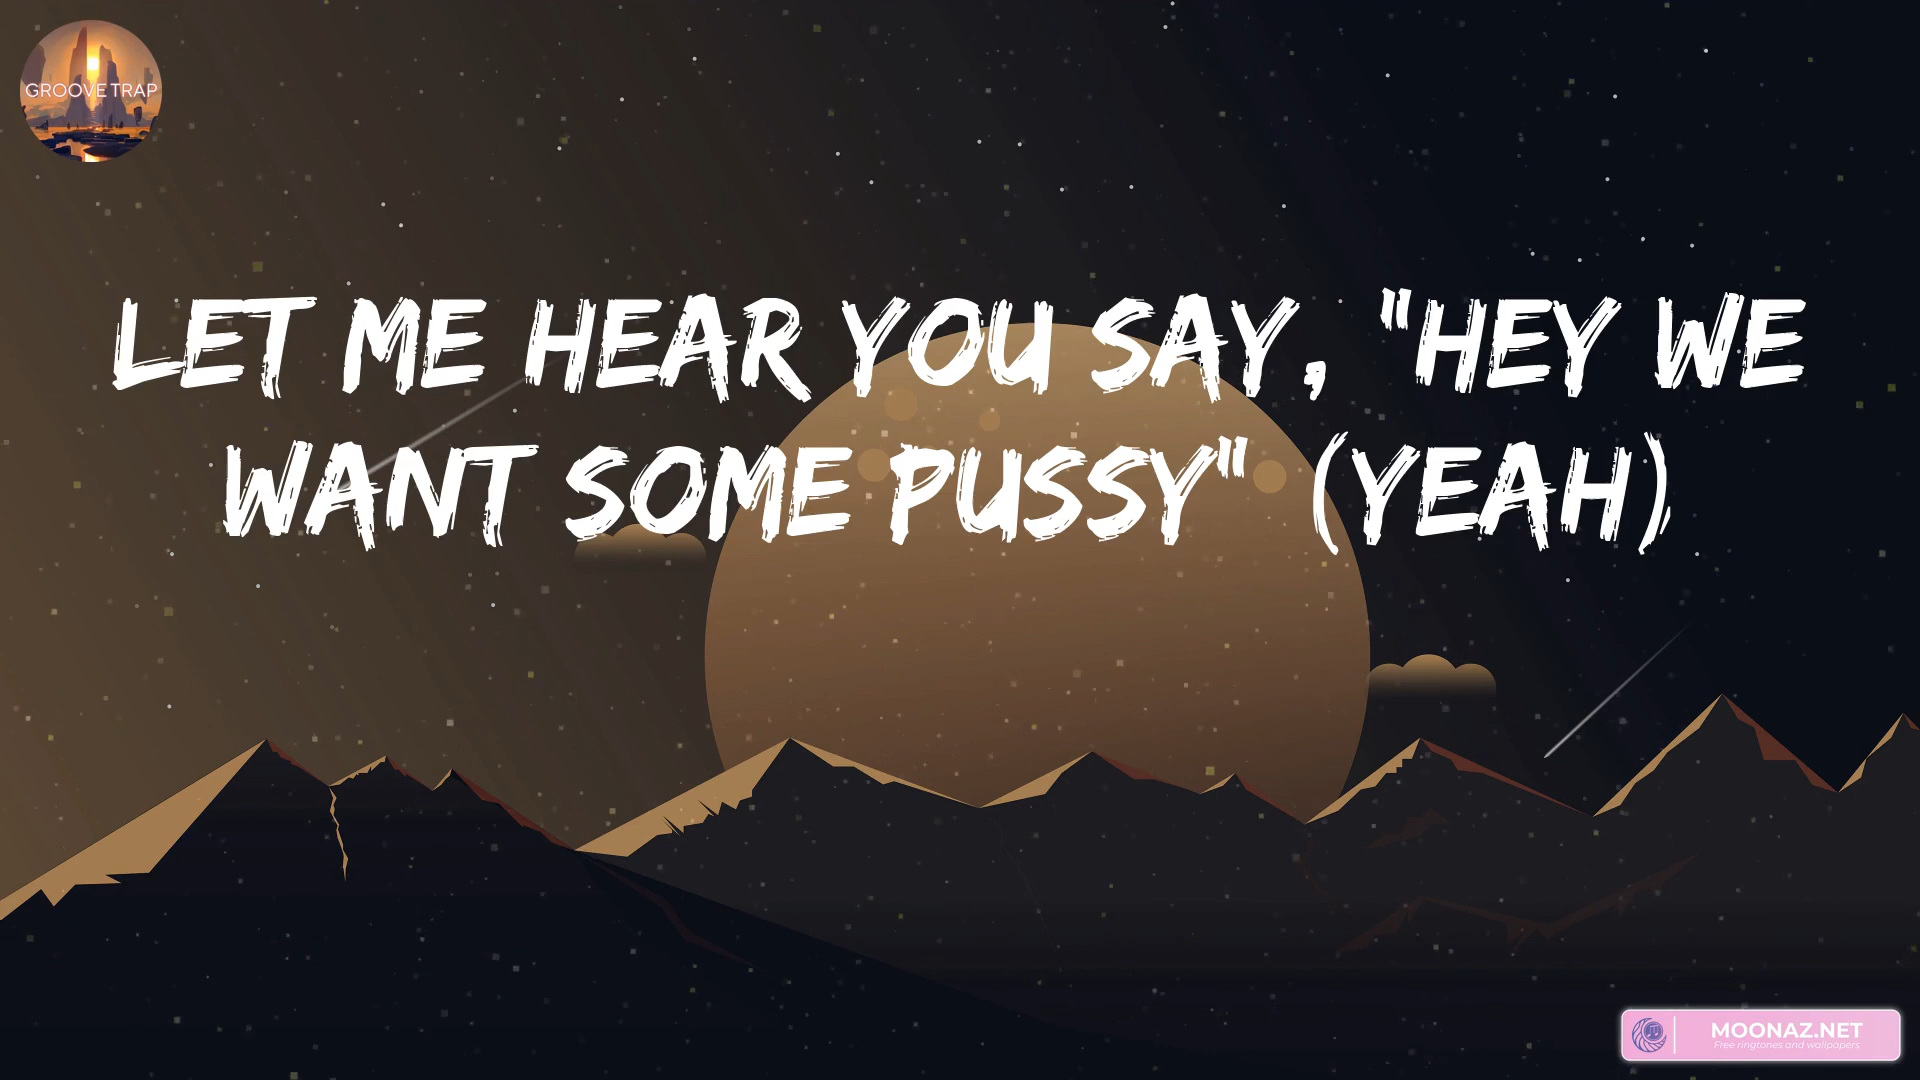 GROOVE TRAP
LET ME HEAR YOU SAY, "HEY WE
WANT SOME PUSSY" (YEAH)
MOONAZ.NET
Free ringtones and wallpapers